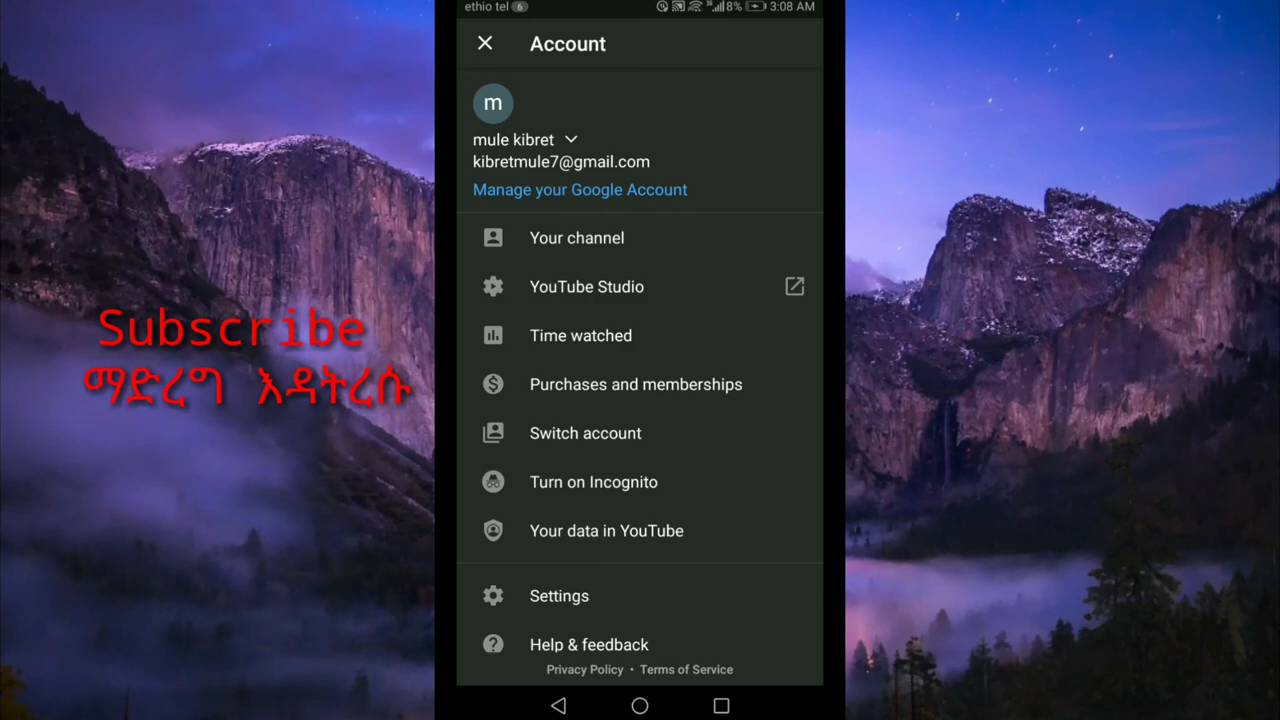 ethio tel 6
8% 3:08 AM
Account
m
mule kibret
kibretmule7@gmail.com
Manage your Google Account
Your channel
YouTube Studio
Time watched
Subscribe
ማድረግ እዳትረሱ
Purchases and memberships
Switch account
Turn on Incognito
Your data in YouTube
Settings
Help & feedback
Privacy Policy • Terms of Service